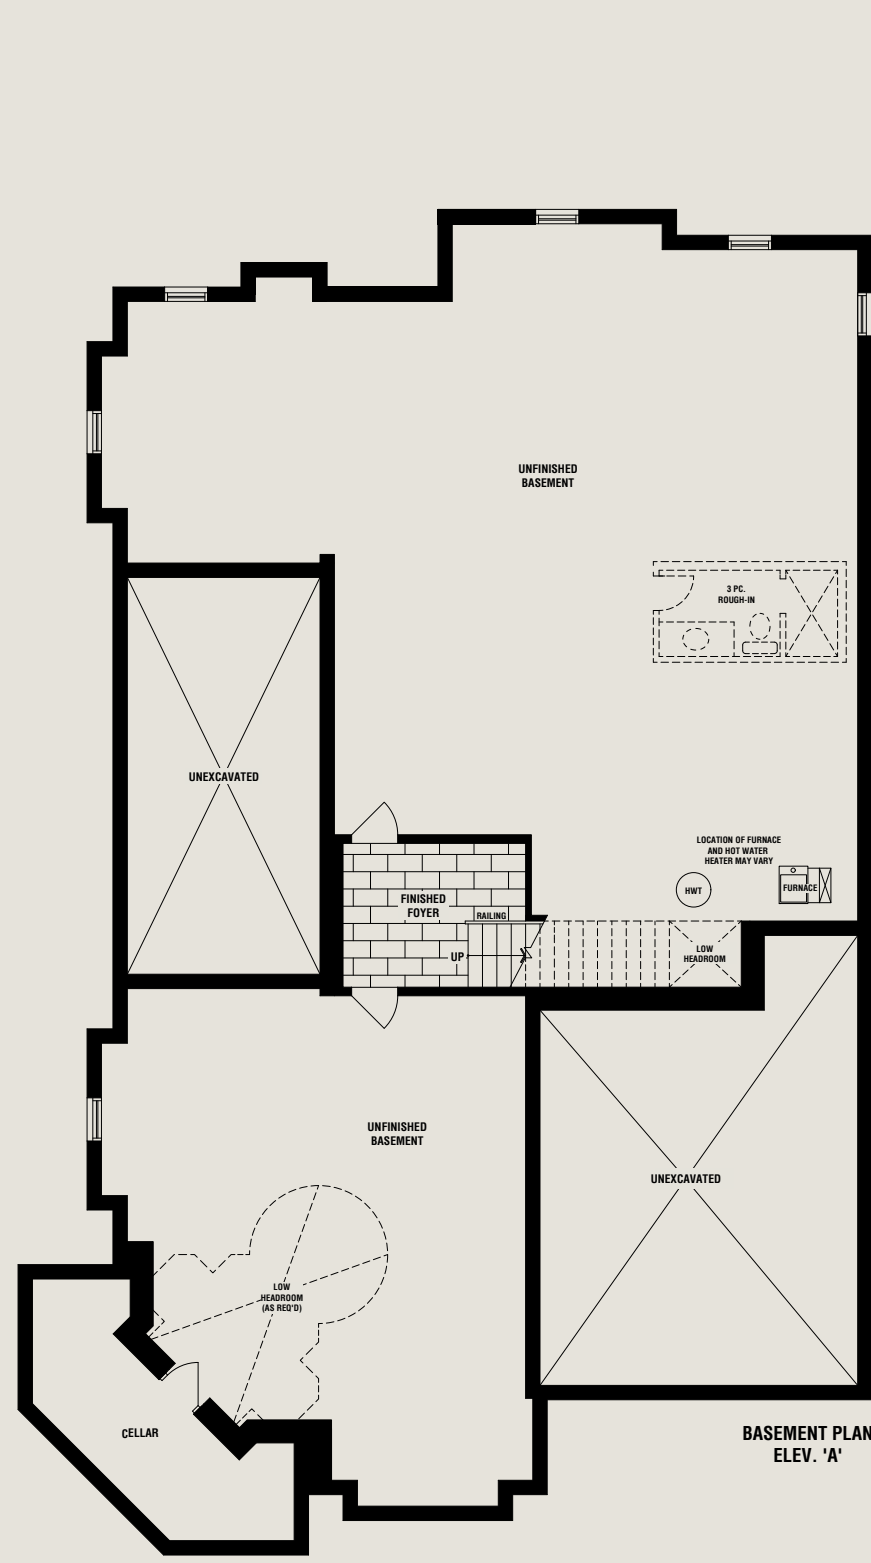 UNFINISHED
BASEMENT
3 PC.
ROUGH-IN
UNEXCAVATED
LOCATION OF FURNACE
AND HOT WATER
HEATER MAY VARY
HWT
FURNACE
FINISHED
FOYER
RAILING
UP
LOW
HEADROOM
UNFINISHED
BASEMENT
UNEXCAVATED
LOW
HEADROOM
(AS REQ'D)
CELLAR
BASEMENT PLAN
ELEV. 'A'